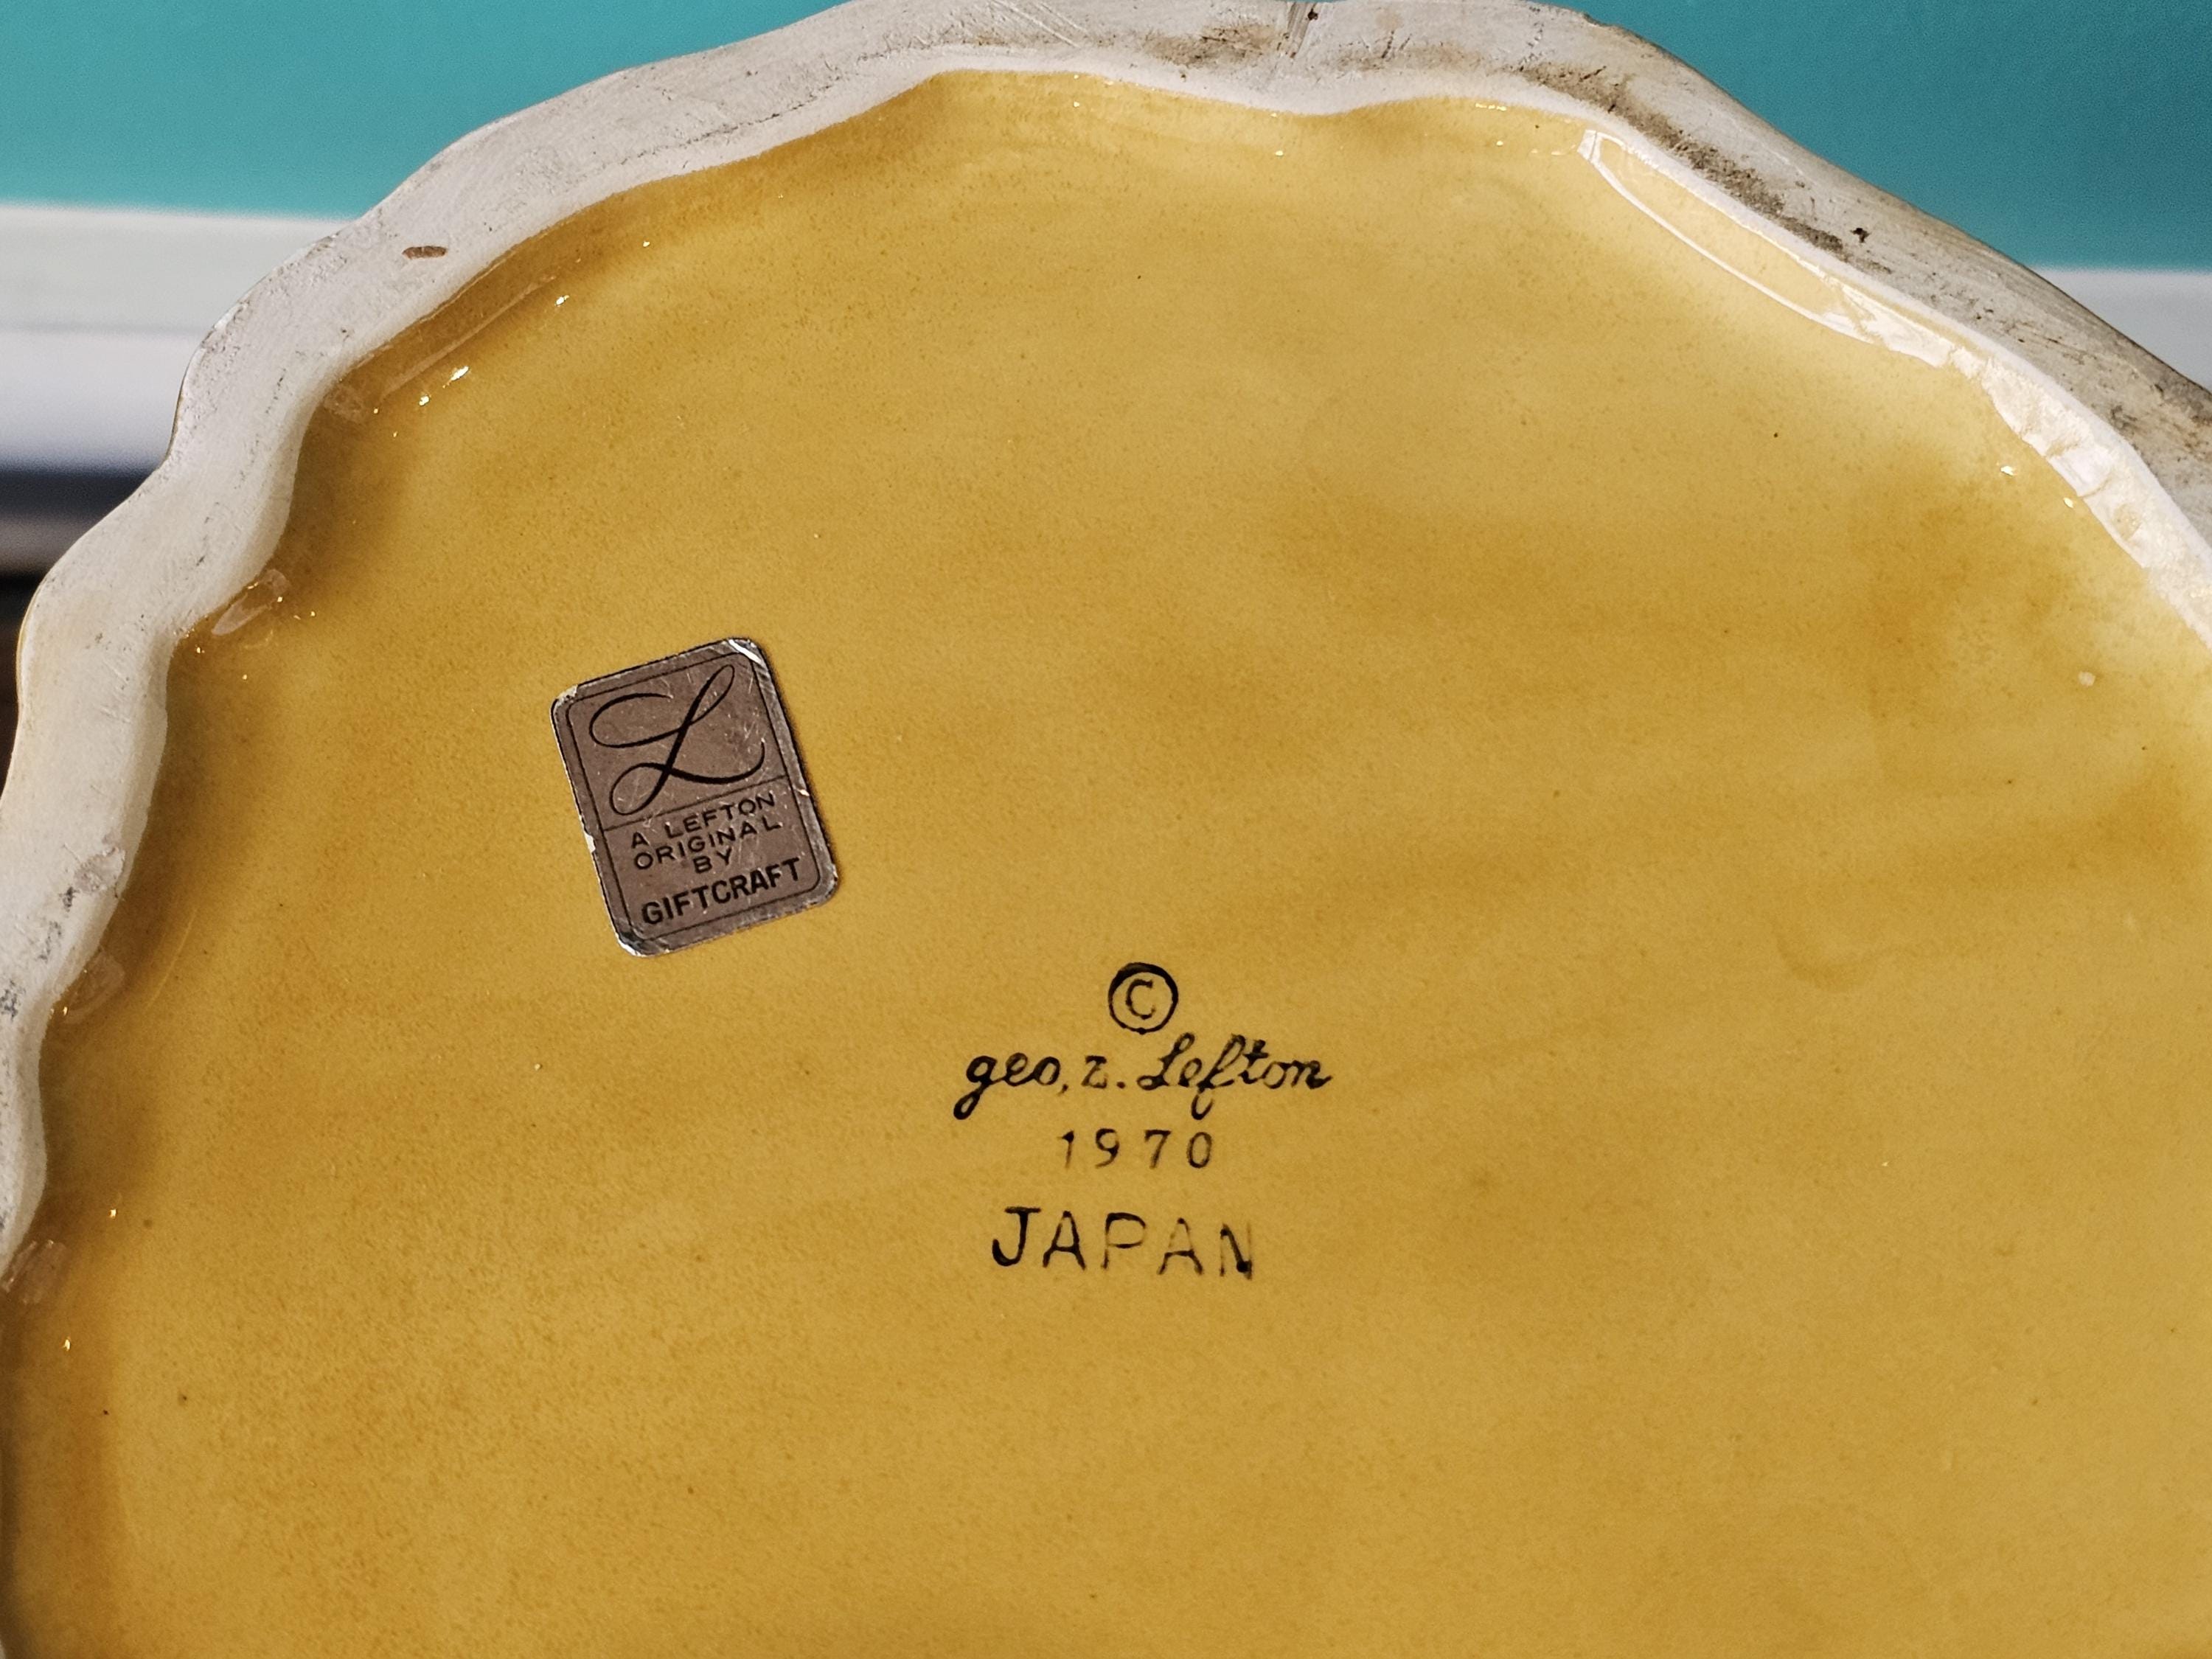 L
A LEFTON
ORIGINAL
BY
GIFTCRAFT
©
geo. z. Lefton
1970
JAPAN